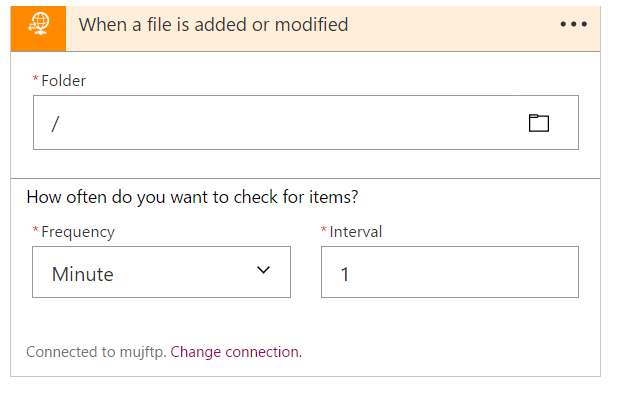 When a file is added or modified
* Folder
/
How often do you want to check for items?
* Frequency
* Interval
Minute
1
Connected to mujftp. Change connection.